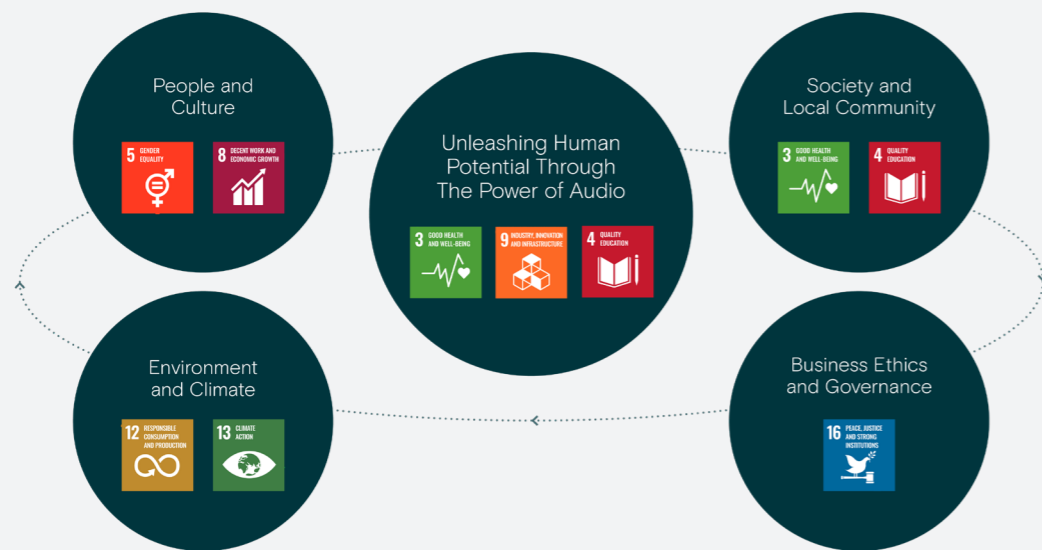 People and
Culture
5 GENDER
EQUALITY
8 DECENT WORK AND
ECONOMIC GROWTH
Unleashing Human
Potential Through
The Power of Audio
3 GOOD HEALTH
AND WELL-BEING
9 INDUSTRY, INNOVATION
AND INFRASTRUCTURE
4 QUALITY
EDUCATION
Society and
Local Community
3 GOOD HEALTH
AND WELL-BEING
4 QUALITY
EDUCATION
Environment
and Climate
12 RESPONSIBLE
CONSUMPTION
AND PRODUCTION
13 CLIMATE
ACTION
Business Ethics
and Governance
16 PEACE, JUSTICE
AND STRONG
INSTITUTIONS